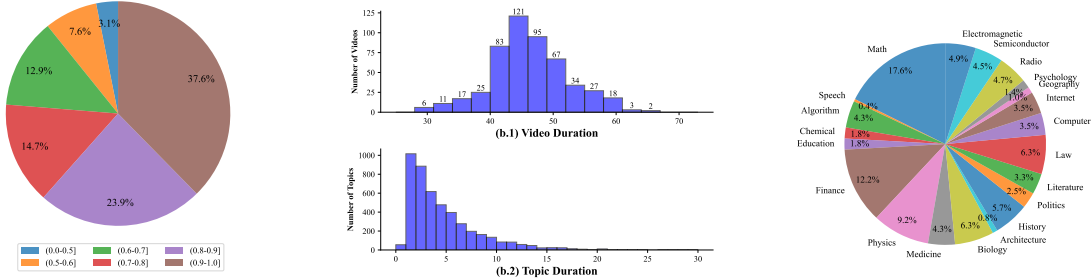 3.1%
7.6%
12.9%
37.6%
14.7%
23.9%
(0.0-0.5]
(0.6-0.7]
(0.8-0.9]
(0.5-0.6]
(0.7-0.8]
(0.9-1.0]
Number of Videos
125
100
75
50
25
0
6
11
17
25
83
121
95
67
34
27
18
3
2
30
40
50
60
70
(b.1) Video Duration
Number of Topics
1000
800
600
400
200
0
0
5
10
15
20
25
30
(b.2) Topic Duration
Electromagnetic
4.9%
Semiconductor
4.5%
Radio
4.7%
Psychology
1.4%
Geography
1.0%
Internet
3.5%
Computer
3.5%
Law
6.3%
Literature
3.3%
Politics
2.5%
History
5.7%
Architecture
0.8%
Biology
6.3%
Medicine
4.3%
Physics
9.2%
Finance
12.2%
Education
1.8%
Chemical
1.8%
Algorithm
4.3%
Speech
0.4%
Math
17.6%